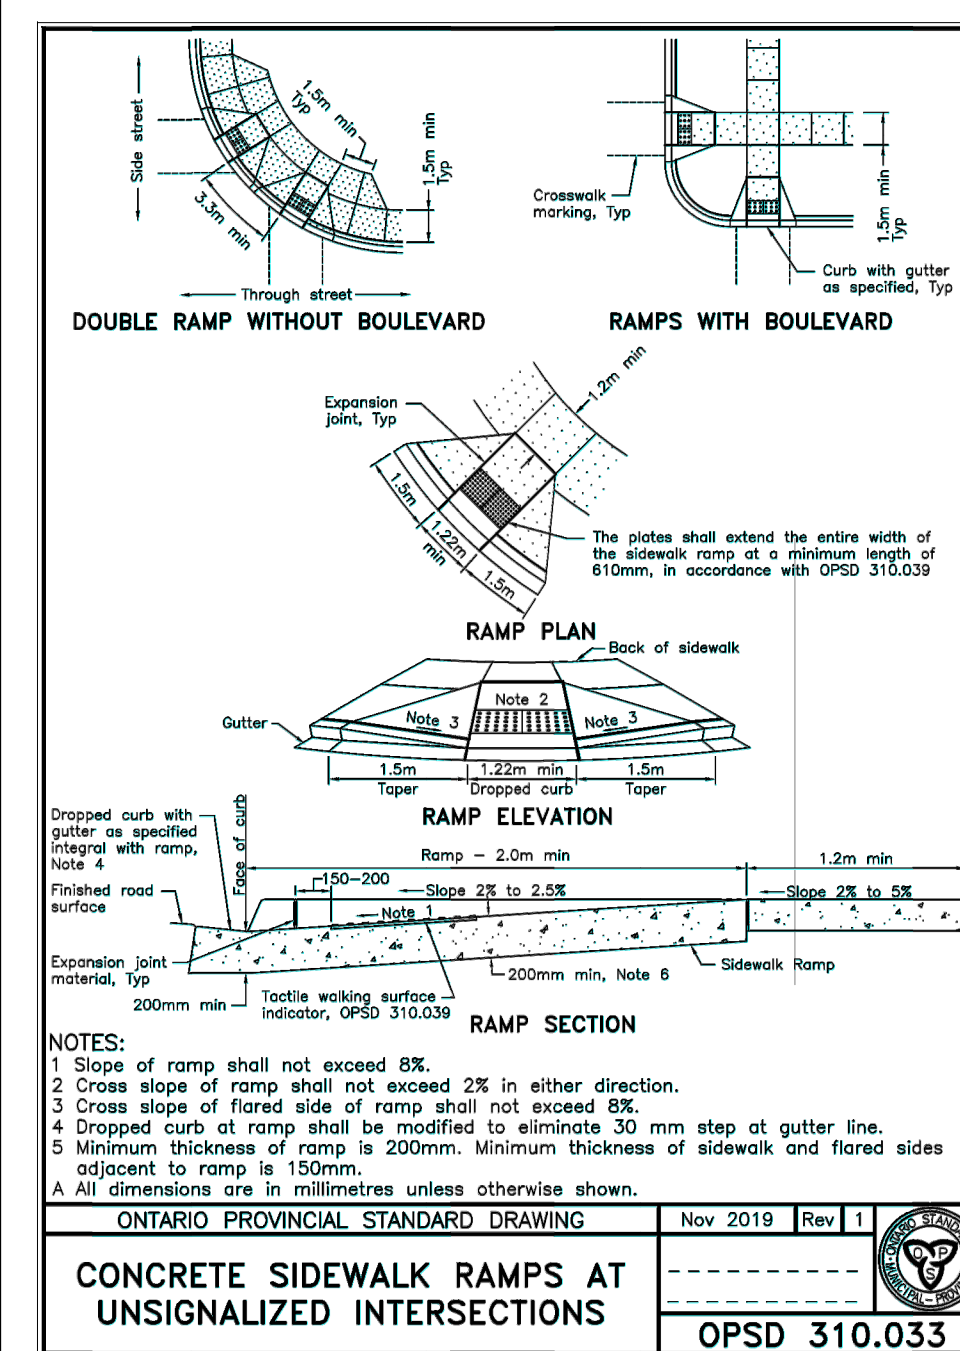 Side street
1.5m min
Typ
1.5m min
Typ
3.3m min
Through street
DOUBLE RAMP WITHOUT BOULEVARD
Crosswalk
marking, Typ
1.5m min
Typ
Curb with gutter
as specified, Typ
RAMPS WITH BOULEVARD
Expansion
joint, Typ
1.2m min
1.5m
1.22m
min
1.5m
The plates shall extend the entire width of
the sidewalk ramp at a minimum length of
610mm, in accordance with OPSD 310.039
RAMP PLAN
Back of sidewalk
Note 2
Note 3
Note 3
Gutter
1.5m
Taper
1.22m min
Dropped curb
1.5m
Taper
RAMP ELEVATION
Dropped curb with
gutter as specified
integral with ramp,
Note 4
Face of curb
Ramp – 2.0m min
1.2m min
Finished road
surface
150–200
Slope 2% to 2.5%
Slope 2% to 5%
Note 1
Expansion joint
material, Typ
200mm min
Tactile walking surface
indicator, OPSD 310.039
200mm min, Note 6
Sidewalk Ramp
RAMP SECTION
NOTES:
1 Slope of ramp shall not exceed 8%.
2 Cross slope of ramp shall not exceed 2% in either direction.
3 Cross slope of flared side of ramp shall not exceed 8%.
4 Dropped curb at ramp shall be modified to eliminate 30 mm step at gutter line.
5 Minimum thickness of ramp is 200mm. Minimum thickness of sidewalk and flared sides
adjacent to ramp is 150mm.
A All dimensions are in millimetres unless otherwise shown.
ONTARIO PROVINCIAL STANDARD DRAWING
Nov 2019 Rev 1
CONCRETE SIDEWALK RAMPS AT
UNSIGNALIZED INTERSECTIONS
OPS
OPSD 310.033